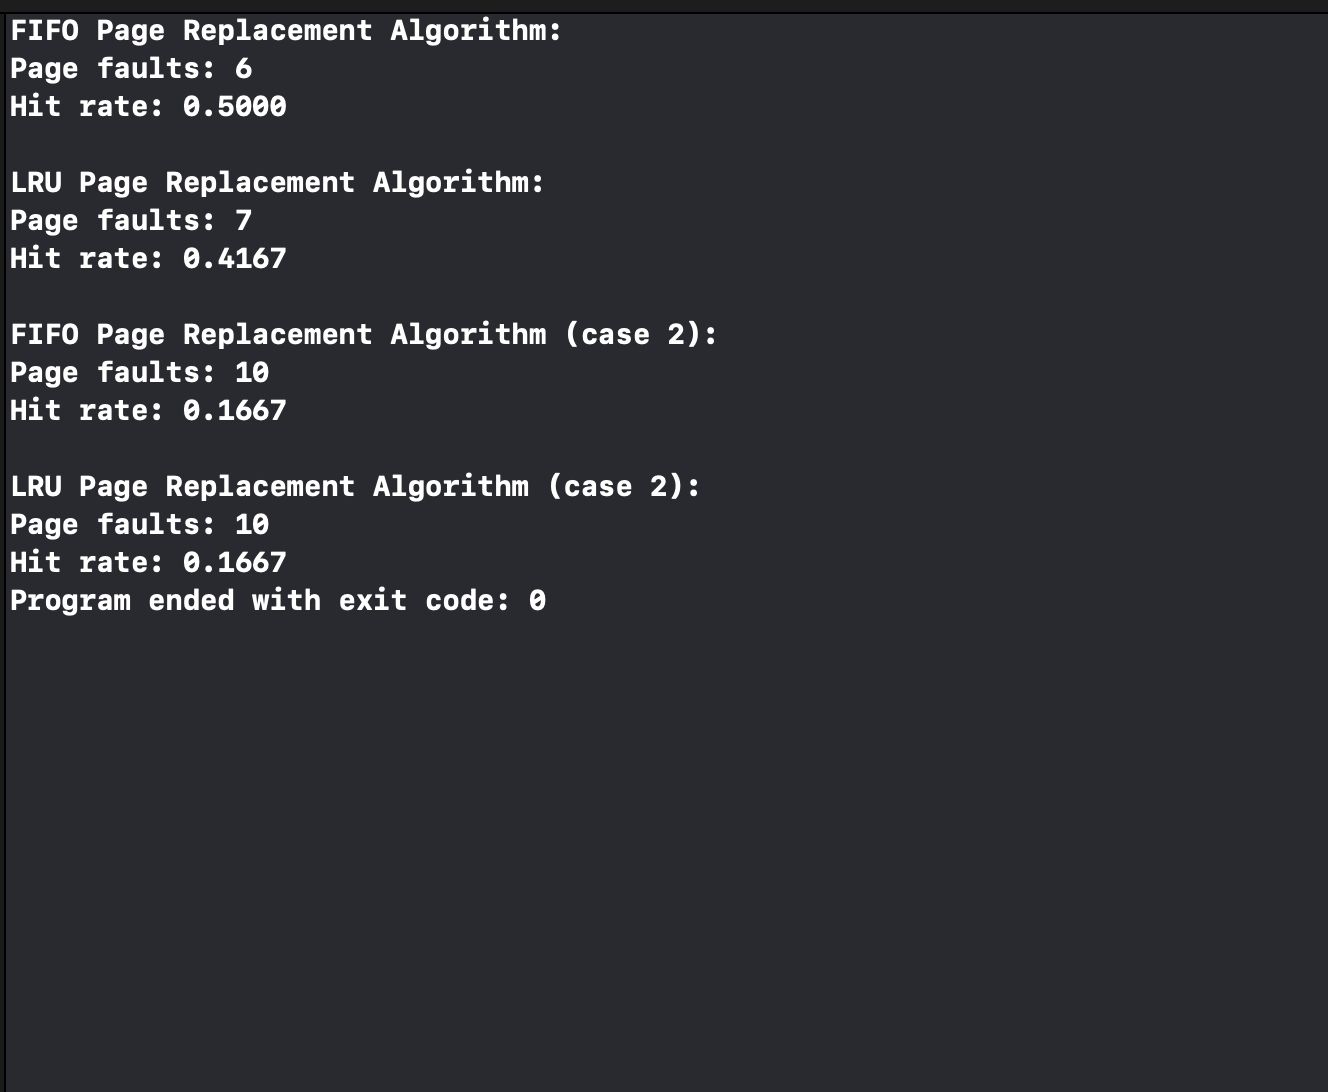 FIFO Page Replacement Algorithm:
Page faults: 6
Hit rate: 0.5000
LRU Page Replacement Algorithm:
Page faults: 7
Hit rate: 0.4167
FIFO Page Replacement Algorithm (case 2):
Page faults: 10
Hit rate: 0.1667
LRU Page Replacement Algorithm (case 2):
Page faults: 10
Hit rate: 0.1667
Program ended with exit code: 0